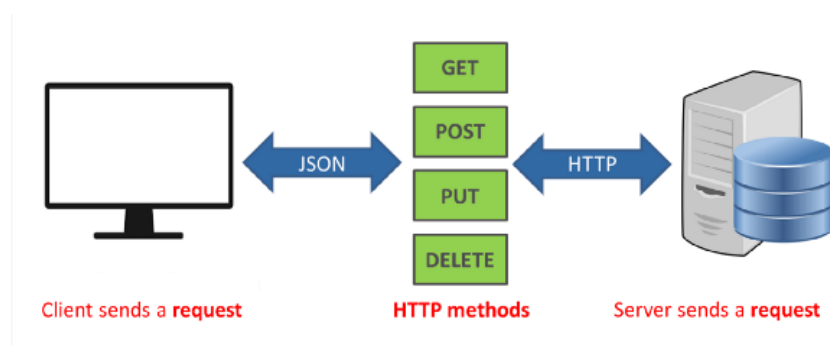 GET
POST
JSON
HTTP
PUT
DELETE
Client sends a request
HTTP methods
Server sends a request